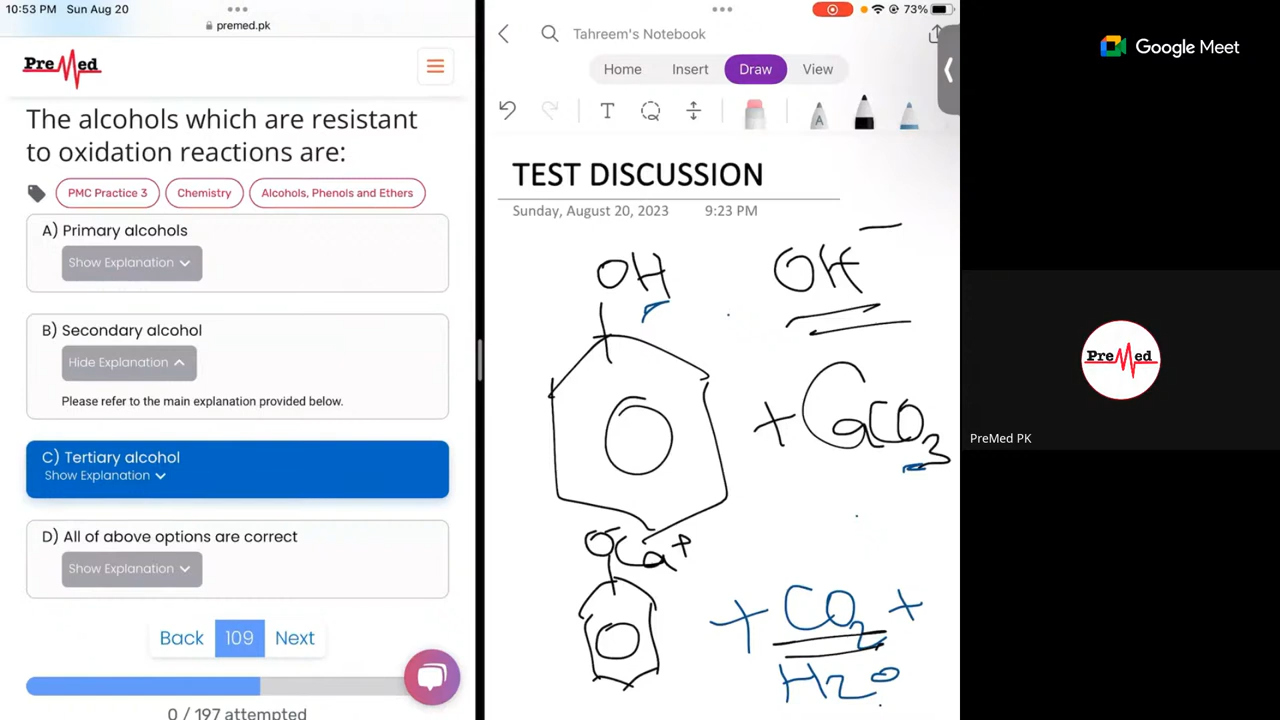 10:53 PM Sun Aug 20
premed.pk
PreMed
The alcohols which are resistant
to oxidation reactions are:
PMC Practice 3
Chemistry
Alcohols, Phenols and Ethers
A) Primary alcohols
Show Explanation
B) Secondary alcohol
Hide Explanation
Please refer to the main explanation provided below.
C) Tertiary alcohol
Show Explanation
D) All of above options are correct
Show Explanation
Back 109 Next
0 / 197 attempted
73%
Tahreem's Notebook
Home Insert Draw View
T
A
TEST DISCUSSION
Sunday, August 20, 2023 9:23 PM
OH
OH⁻
+ CaCO₃
O⁻Ca⁺
+ CO₂ +
H₂O
Google Meet
PreMed
PreMed PK